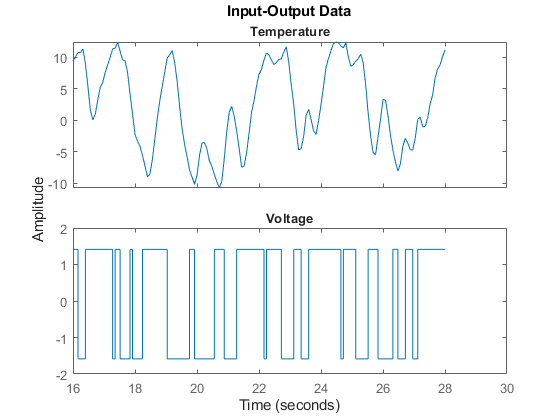 Input-Output Data
Temperature
10
5
0
-5
-10
Amplitude
Voltage
2
1
0
-1
-2
16 18 20 22 24 26 28 30
Time (seconds)